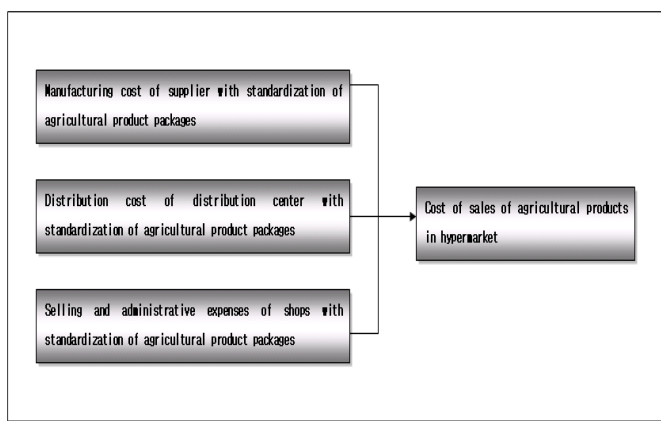 Manufacturing cost of supplier with standardization of
agricultural product packages
Distribution cost of distribution center with
standardization of agricultural product packages
Cost of sales of agricultural products
in hypermarket
Selling and administrative expenses of shops with
standardization of agricultural product packages